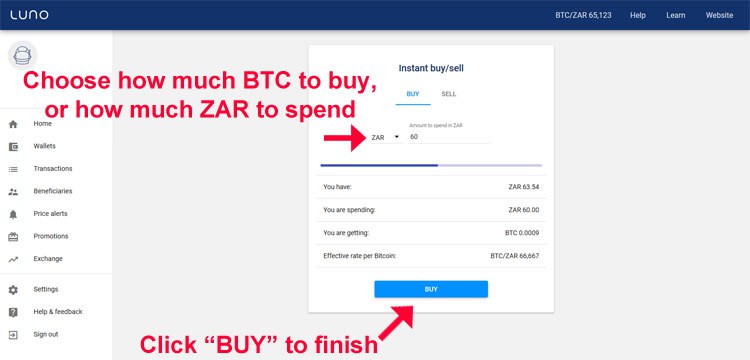 LUNO
BTC/ZAR 65,123 Help Learn Website
Choose how much BTC to buy,
or how much ZAR to spend
Home
Wallets
Transactions
Beneficiaries
Price alerts
Promotions
Exchange
Settings
Help & feedback
Sign out
Instant buy/sell
BUY SELL
Amount to spend in ZAR
ZAR 60
You have: ZAR 63.54
You are spending: ZAR 60.00
You are getting: BTC 0.0009
Effective rate per Bitcoin: BTC/ZAR 66,667
BUY
Click “BUY” to finish